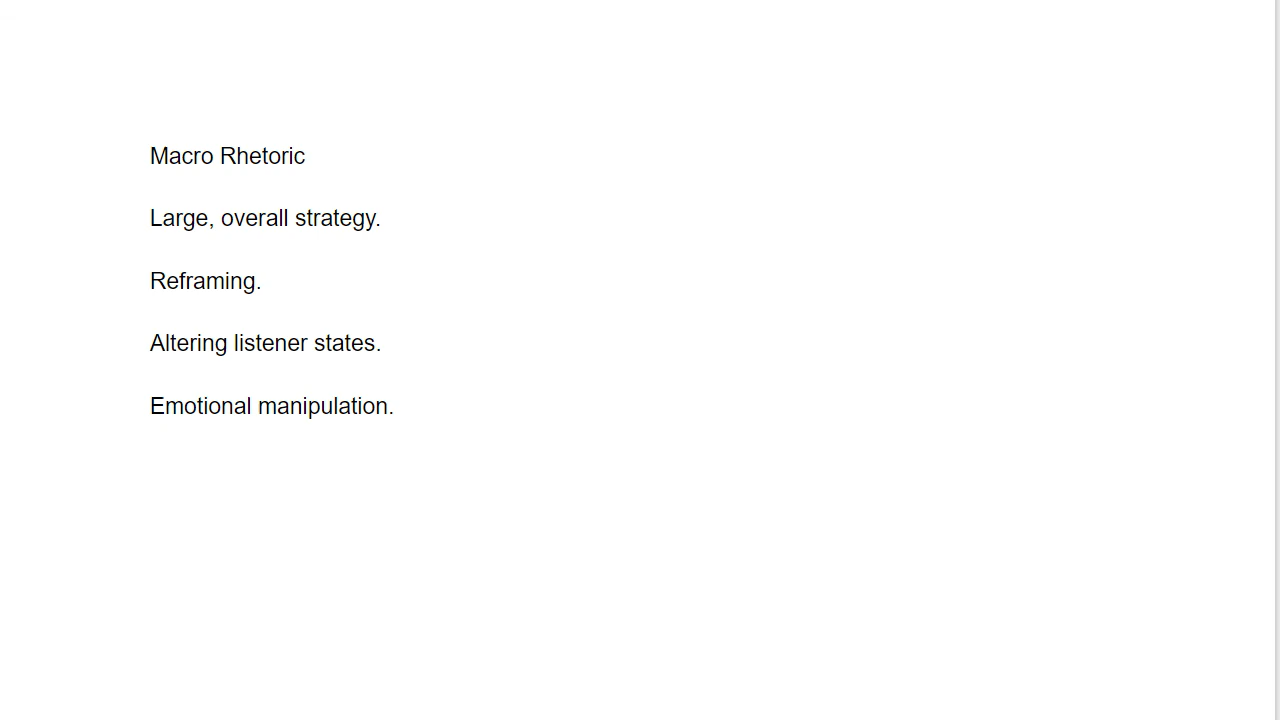 Macro Rhetoric
Large, overall strategy.
Reframing.
Altering listener states.
Emotional manipulation.